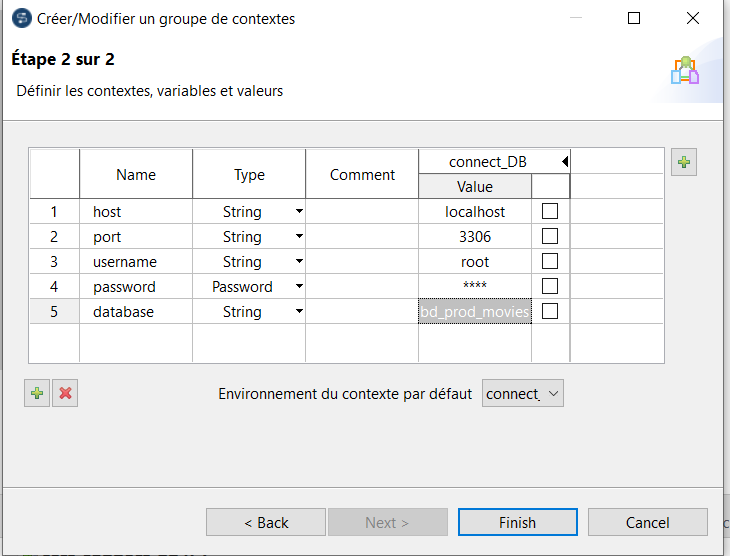 Créer/Modifier un groupe de contextes
Étape 2 sur 2
Définir les contextes, variables et valeurs
Name Type Comment connect_DB
Value
1 host String localhost
2 port String 3306
3 username String root
4 password Password ****
5 database String bd_prod_movies
Environnement du contexte par défaut connect_
< Back Next > Finish Cancel